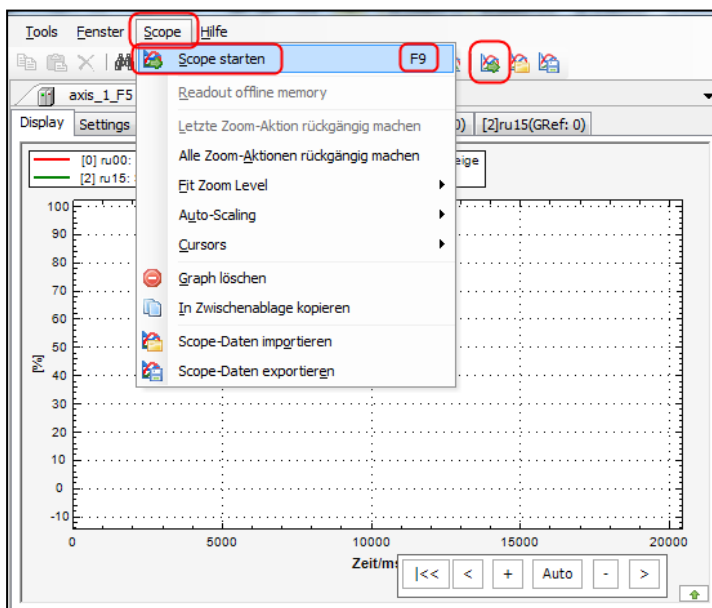 Tools Fenster Scope Hilfe
Scope starten F9
axis_1_F5
Readout offline memory
Display Settings
0) [2]ru15(GRef: 0)
Letzte Zoom-Aktion rückgängig machen
[0] ru00:
Alle Zoom-Aktionen rückgängig machen
eige
[2] ru15:
Fit Zoom Level
Auto-Scaling
Cursors
Graph löschen
In Zwischenablage kopieren
Scope-Daten importieren
Scope-Daten exportieren
100
90
80
70
60
50
40
30
20
10
0
-10
[%]
0 5000 10000 15000 20000
Zeit/ms
|<< < + Auto - >